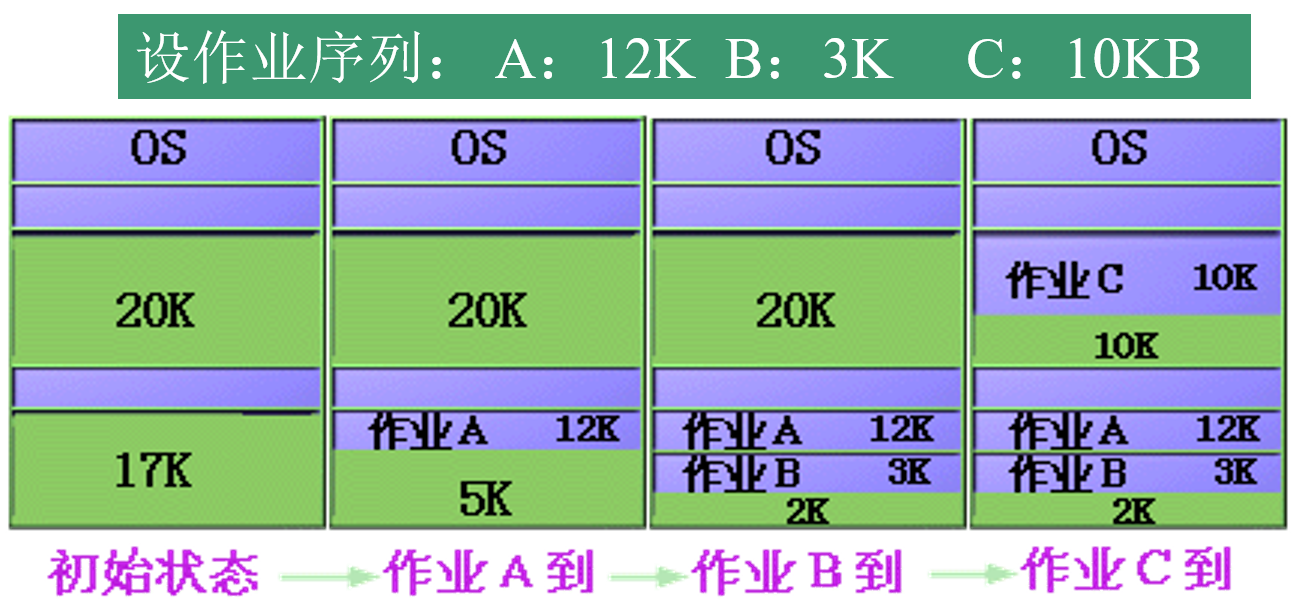 设作业序列： A：12K B：3K C：10KB
OS OS OS OS
作业C 10K
20K 20K 20K
10K
作业A 12K 作业A 12K 作业A 12K
17K 5K 作业B 3K 作业B 3K
2K 2K
初始状态 作业A到 作业B到 作业C到